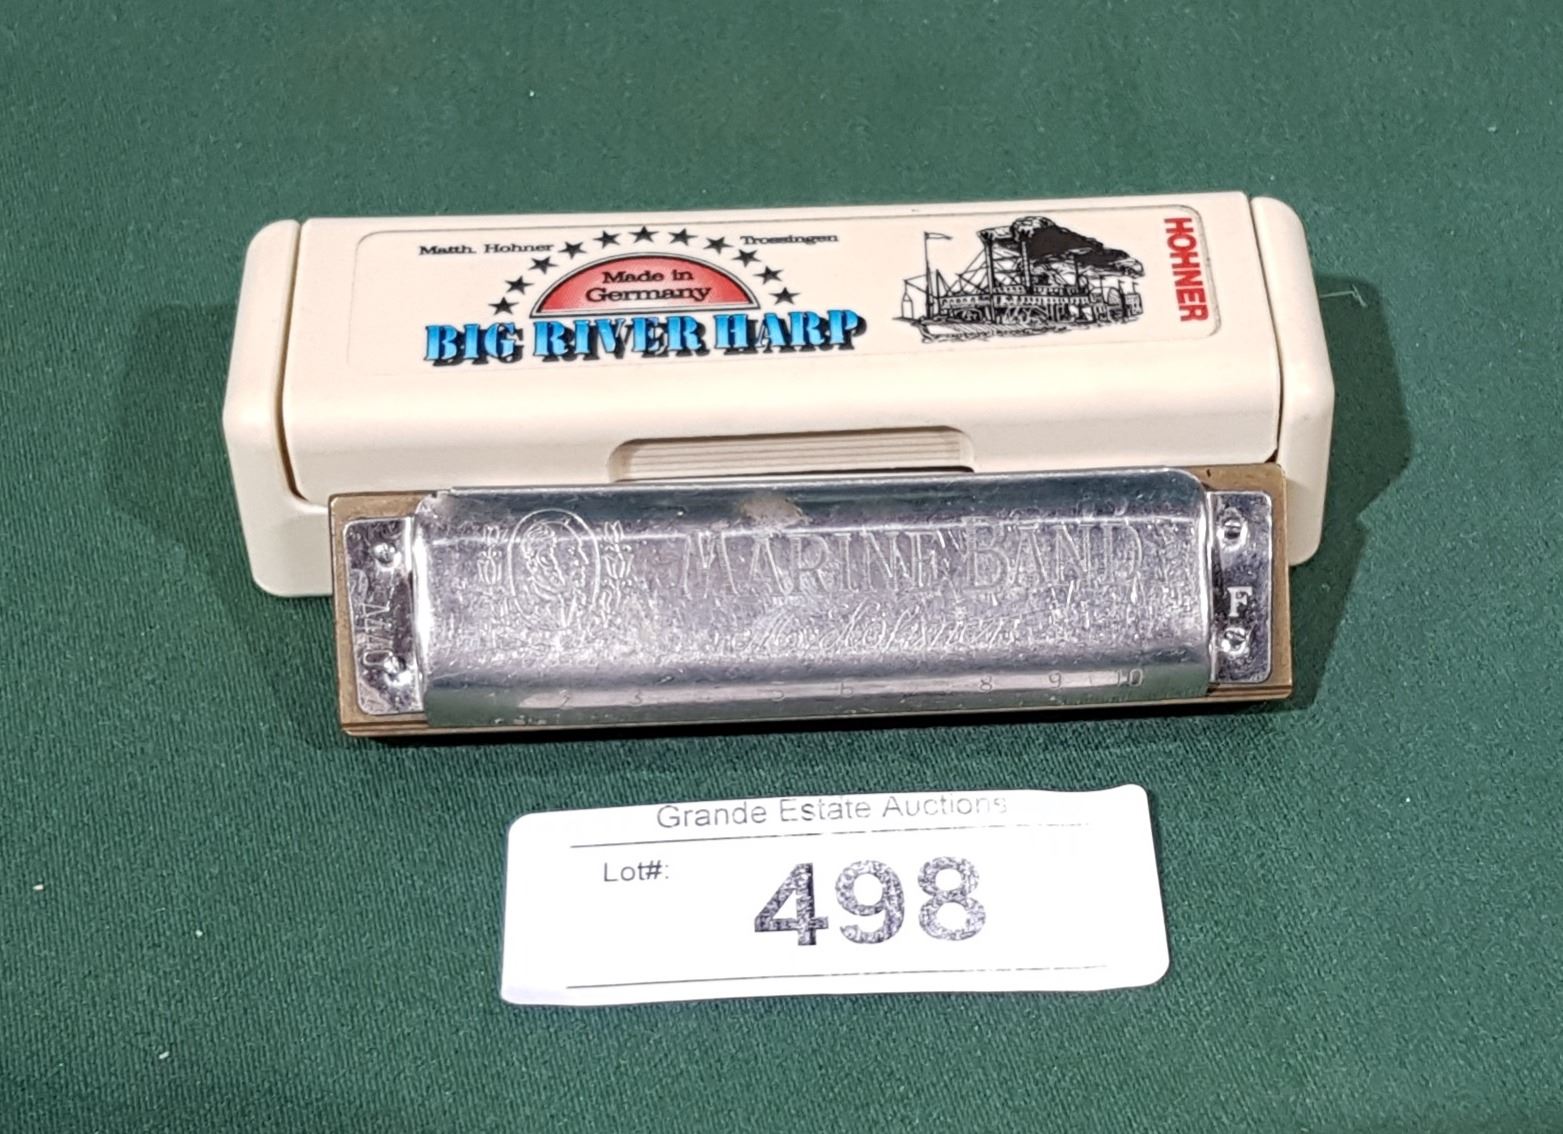 Matth. Hohner Trossingen
Made in
Germany
BIG RIVER HARP
HOHNER
MARINE BAND
F
2 3 5 6 8 9 10
Grande Estate Auctions
Lot#:
498